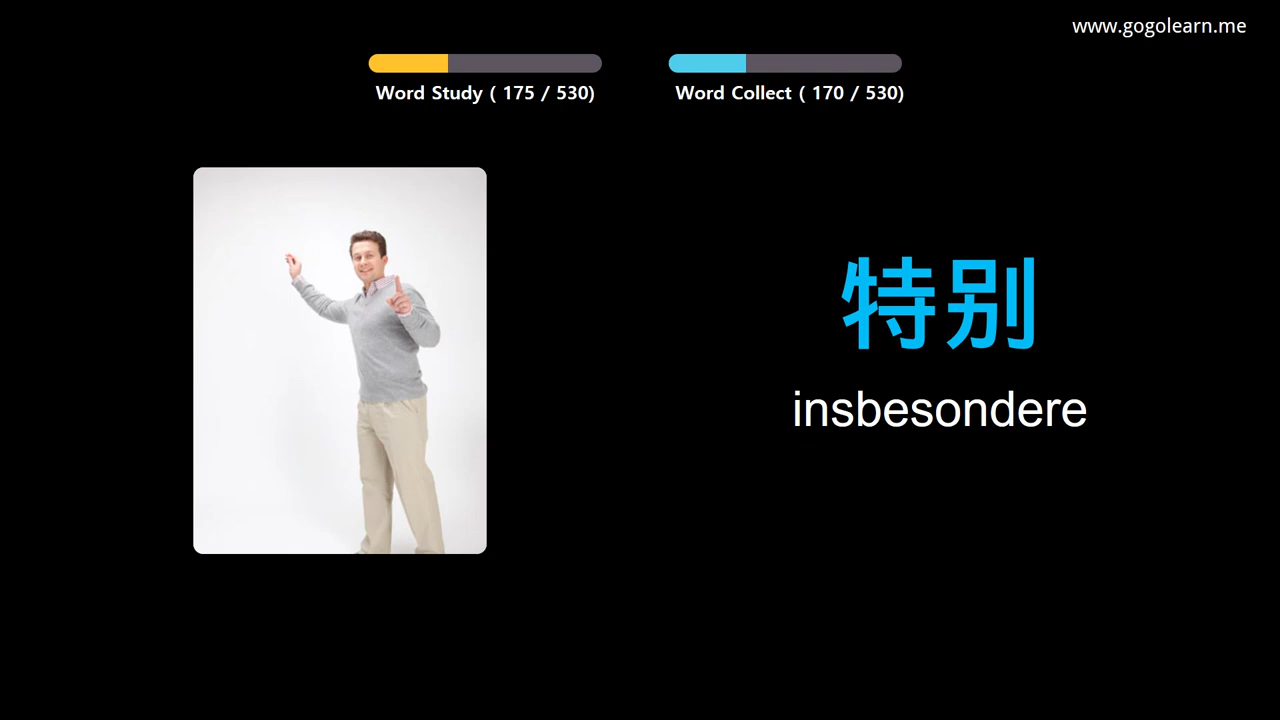 www.gogolearn.me
Word Study ( 175 / 530)
Word Collect ( 170 / 530)
特别
insbesondere